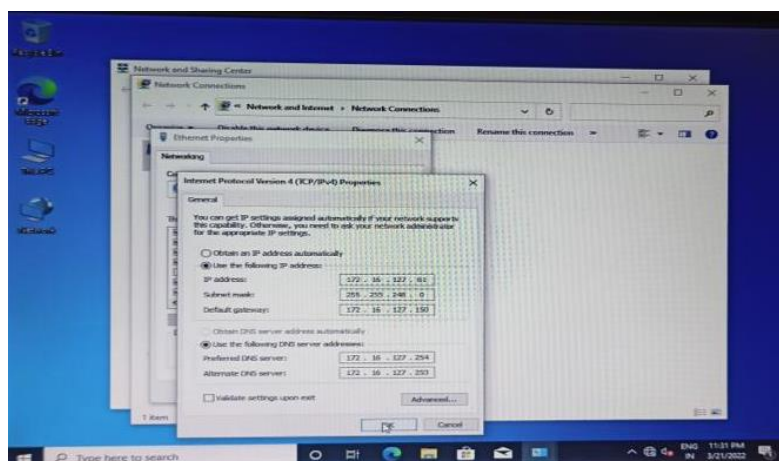 Network and Sharing Center
Network Connections
Network and Internet › Network Connections
Organize
Disable this network device
Diagnose this connection
Rename this connection
»
Ethernet Properties
Networking
Internet Protocol Version 4 (TCP/IPv4) Properties
General
You can get IP settings assigned automatically if your network supports
this capability. Otherwise, you need to ask your network administrator
for the appropriate IP settings.
Obtain an IP address automatically
Use the following IP address:
IP address:
172 . 16 . 127 . 61
Subnet mask:
255 . 255 . 248 . 0
Default gateway:
172 . 16 . 127 . 150
Obtain DNS server address automatically
Use the following DNS server addresses:
Preferred DNS server:
172 . 16 . 127 . 254
Alternate DNS server:
172 . 16 . 127 . 253
Validate settings upon exit
Advanced...
OK
Cancel
1 item
Microsoft
Edge
This PC
Network
Type here to search
ENG
IN
11:31 PM
3/21/2022